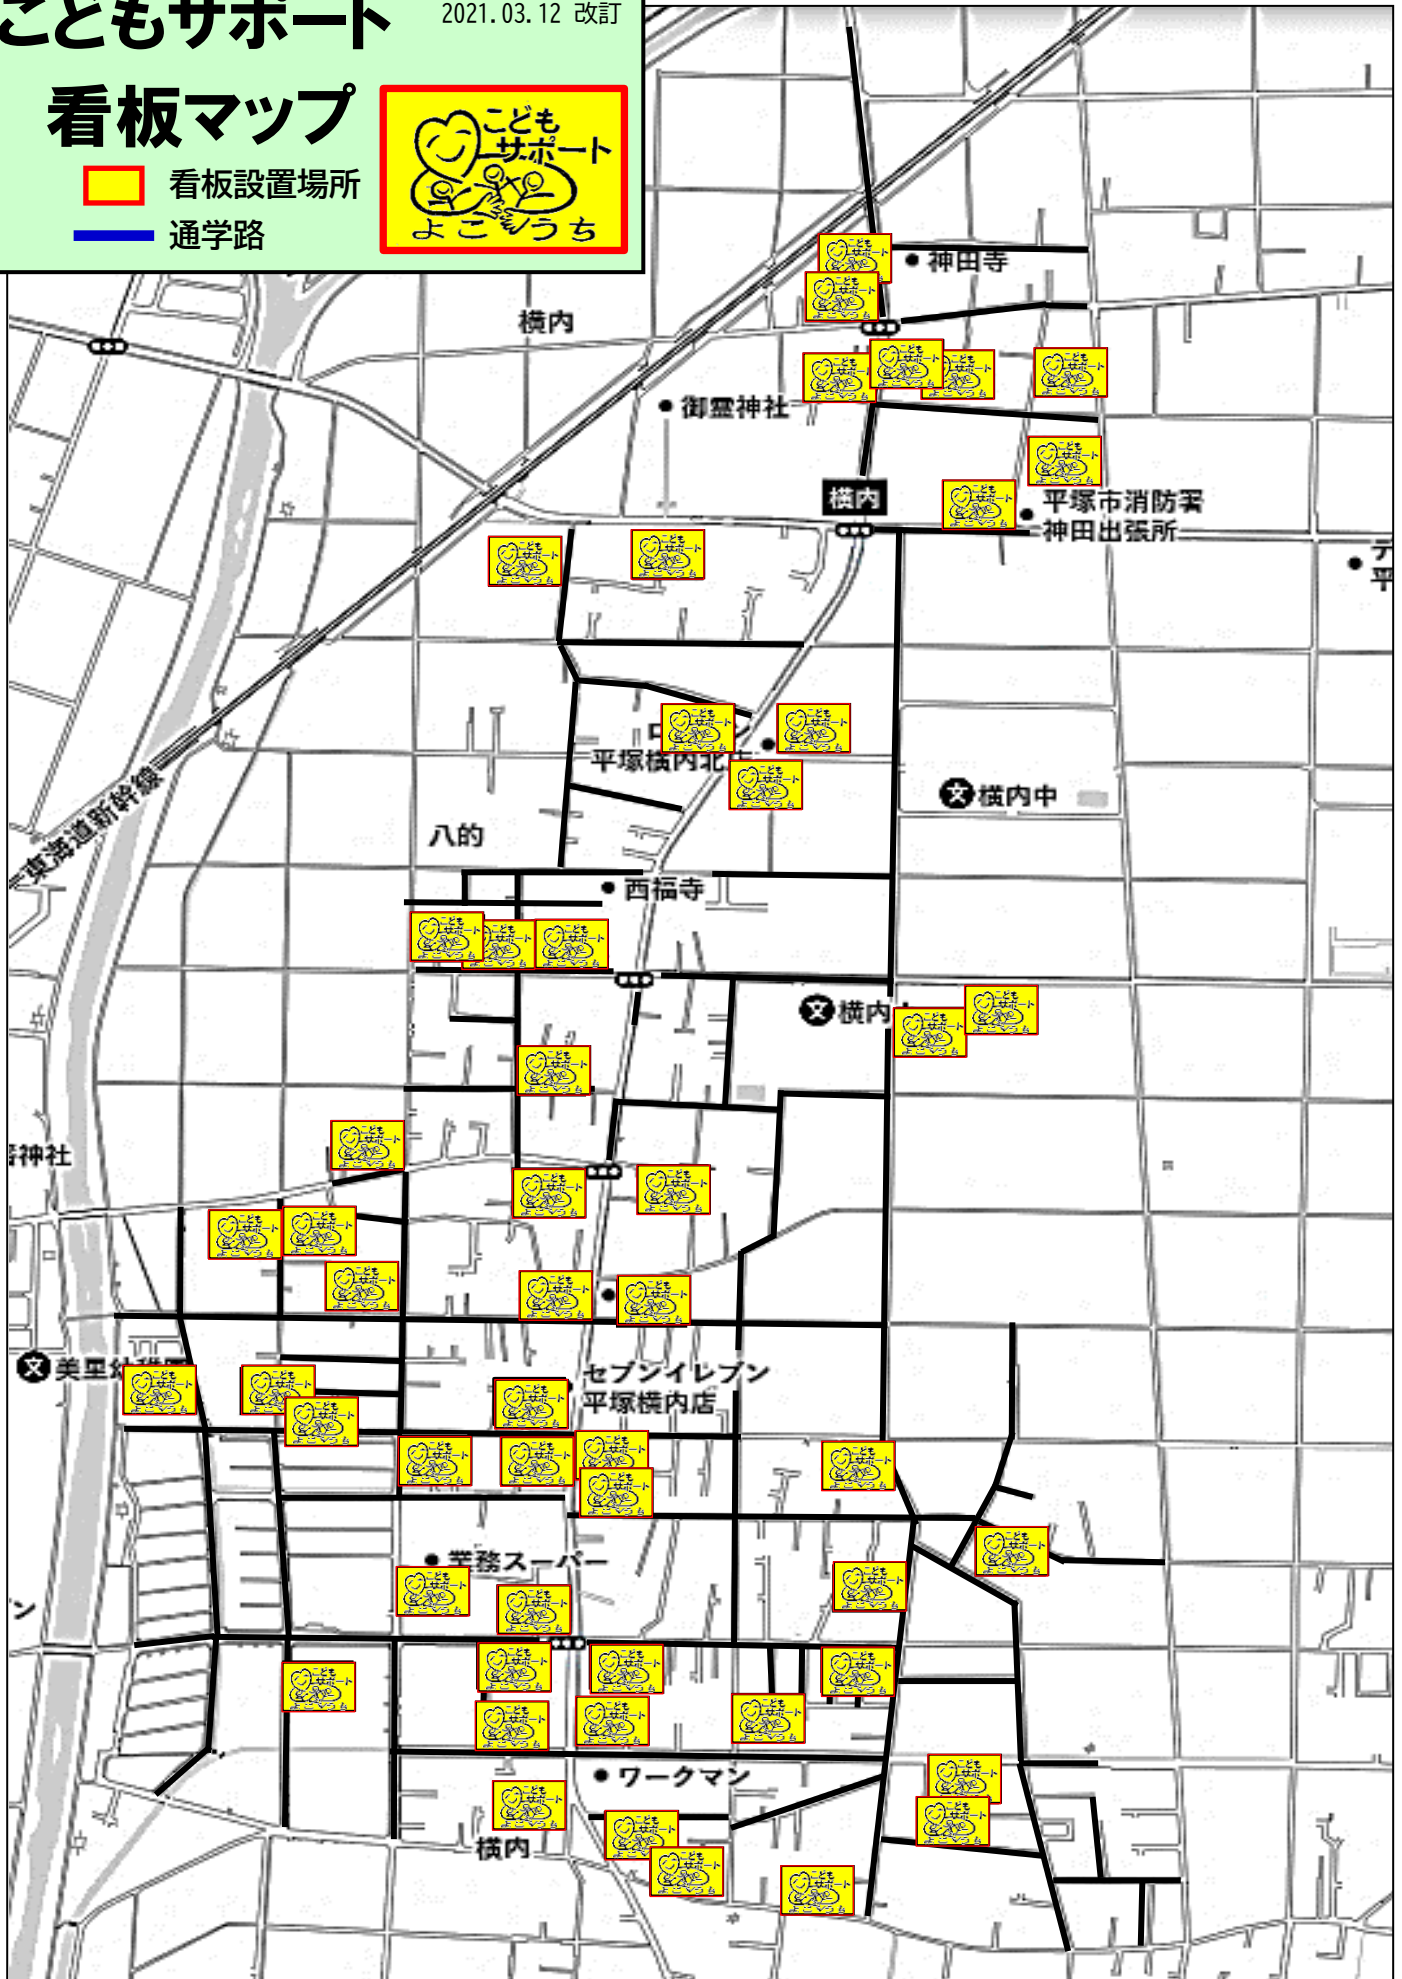 こどもサポート
2021.03.12 改訂
看板マップ
看板設置場所
通学路
こども
サポート
よこうち
神田寺
横内
御霊神社
横内
平塚市消防署
神田出張所
平塚横内北店
横内中
東海道新幹線
八的
西福寺
横内
神社
美里幼稚園
セブンイレブン
平塚横内店
業務スーパー
ワークマン
横内